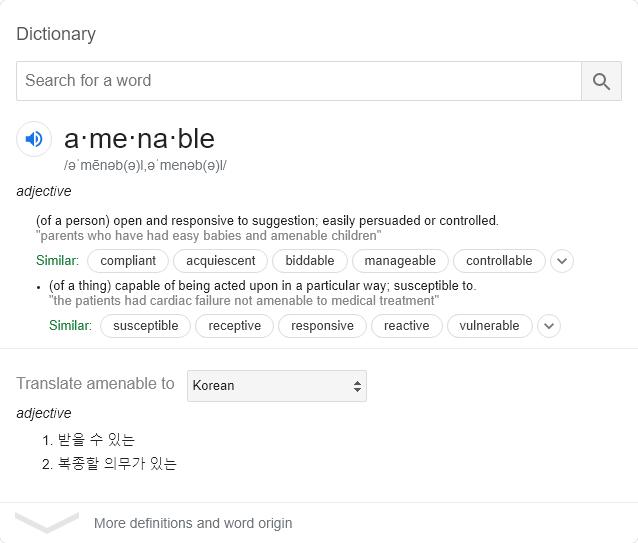 Dictionary
Search for a word
a·me·na·ble
/əˈmēnəb(ə)l,əˈmenəb(ə)l/
adjective
(of a person) open and responsive to suggestion; easily persuaded or controlled.
"parents who have had easy babies and amenable children"
Similar: compliant acquiescent biddable manageable controllable
• (of a thing) capable of being acted upon in a particular way; susceptible to.
"the patients had cardiac failure not amenable to medical treatment"
Similar: susceptible receptive responsive reactive vulnerable
Translate amenable to Korean
adjective
1. 받을 수 있는
2. 복종할 의무가 있는
More definitions and word origin